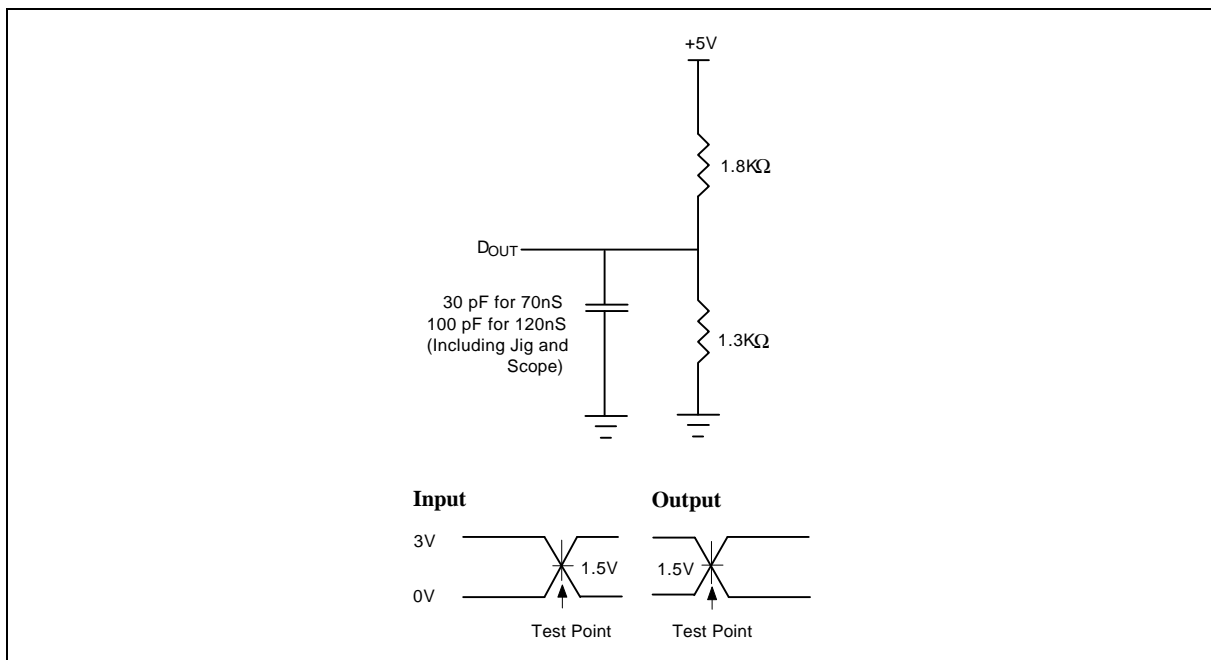 +5V
1.8KΩ
DOUT
30 pF for 70nS
100 pF for 120nS
(Including Jig and
Scope)
1.3KΩ
Input
Output
3V
1.5V
1.5V
0V
Test Point
Test Point